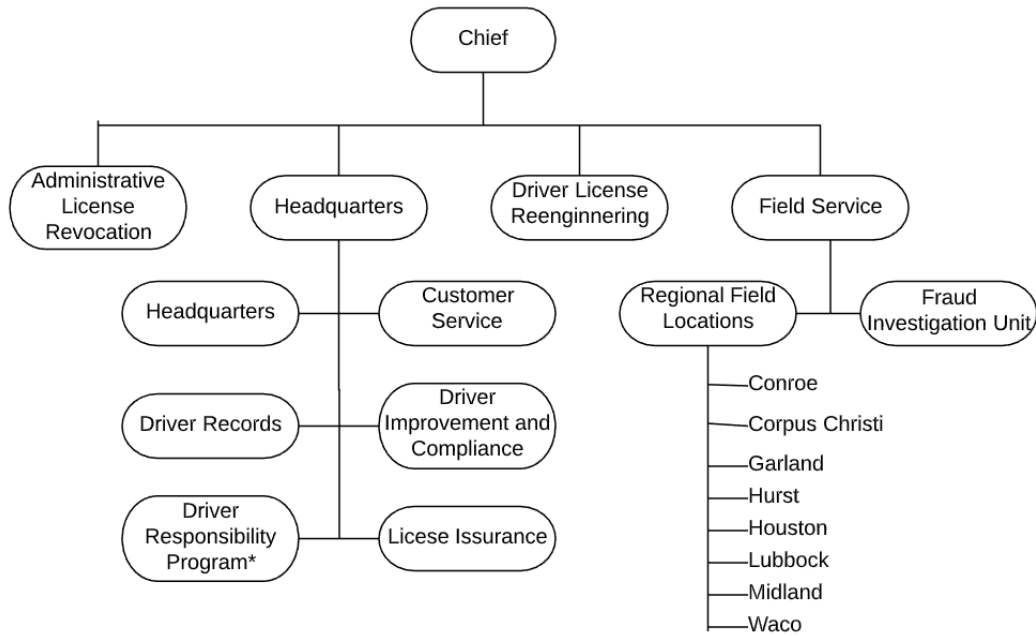 Chief
Administrative
License
Revocation
Headquarters
Driver License
Reenginnering
Field Service
Headquarters
Customer
Service
Regional Field
Locations
Fraud
Investigation Unit
Driver Records
Driver
Improvement and
Compliance
Driver
Responsibility
Program*
Licese Issurance
Conroe
Corpus Christi
Garland
Hurst
Houston
Lubbock
Midland
Waco